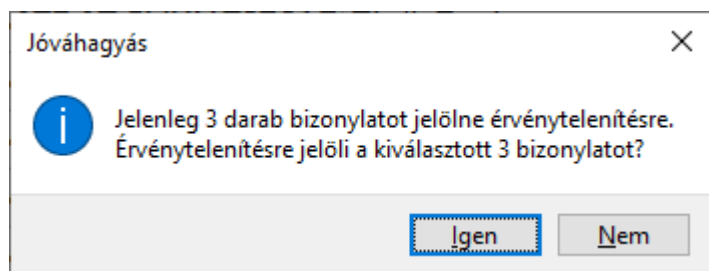 Jóváhagyás
Jelenleg 3 darab bizonylatot jelölne érvénytelenítésre.
Érvénytelenítésre jelöli a kiválasztott 3 bizonylatot?
Igen
Nem